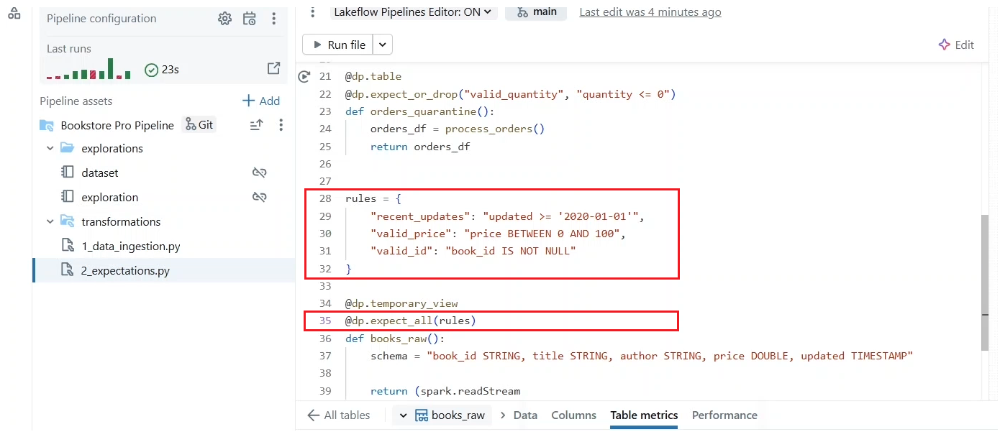 Pipeline configuration
Last runs
23s
Pipeline assets
Add
Bookstore Pro Pipeline
Git
explorations
dataset
exploration
transformations
1_data_ingestion.py
2_expectations.py
Lakeflow Pipelines Editor: ON
main
Last edit was 4 minutes ago
Run file
Edit
21 @dp.table
22 @dp.expect_or_drop("valid_quantity", "quantity <= 0")
23 def orders_quarantine():
24     orders_df = process_orders()
25     return orders_df
26
27
28 rules = {
29     "recent_updates": "updated >= '2020-01-01'",
30     "valid_price": "price BETWEEN 0 AND 100",
31     "valid_id": "book_id IS NOT NULL"
32 }
33
34 @dp.temporary_view
35 @dp.expect_all(rules)
36 def books_raw():
37     schema = "book_id STRING, title STRING, author STRING, price DOUBLE, updated TIMESTAMP"
38
39     return (spark.readStream
All tables
books_raw
Data
Columns
Table metrics
Performance